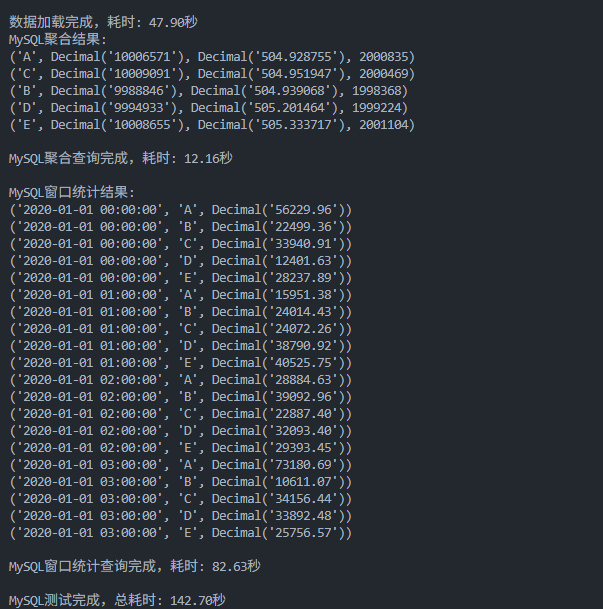 数据加载完成，耗时: 47.90秒
MySQL聚合结果:
('A', Decimal('10006571'), Decimal('504.928755'), 2000835)
('C', Decimal('10009091'), Decimal('504.951947'), 2000469)
('B', Decimal('9988846'), Decimal('504.939068'), 1998368)
('D', Decimal('9994933'), Decimal('505.201464'), 1999224)
('E', Decimal('10008655'), Decimal('505.333717'), 2001104)
MySQL聚合查询完成，耗时: 12.16秒
MySQL窗口统计结果:
('2020-01-01 00:00:00', 'A', Decimal('56229.96'))
('2020-01-01 00:00:00', 'B', Decimal('22499.36'))
('2020-01-01 00:00:00', 'C', Decimal('33940.91'))
('2020-01-01 00:00:00', 'D', Decimal('12401.63'))
('2020-01-01 00:00:00', 'E', Decimal('28237.89'))
('2020-01-01 01:00:00', 'A', Decimal('15951.38'))
('2020-01-01 01:00:00', 'B', Decimal('24014.43'))
('2020-01-01 01:00:00', 'C', Decimal('24072.26'))
('2020-01-01 01:00:00', 'D', Decimal('38790.92'))
('2020-01-01 01:00:00', 'E', Decimal('40525.75'))
('2020-01-01 02:00:00', 'A', Decimal('28884.63'))
('2020-01-01 02:00:00', 'B', Decimal('39092.96'))
('2020-01-01 02:00:00', 'C', Decimal('22887.40'))
('2020-01-01 02:00:00', 'D', Decimal('32093.40'))
('2020-01-01 02:00:00', 'E', Decimal('29393.45'))
('2020-01-01 03:00:00', 'A', Decimal('73180.69'))
('2020-01-01 03:00:00', 'B', Decimal('10611.07'))
('2020-01-01 03:00:00', 'C', Decimal('34156.44'))
('2020-01-01 03:00:00', 'D', Decimal('33892.48'))
('2020-01-01 03:00:00', 'E', Decimal('25756.57'))
MySQL窗口统计查询完成，耗时: 82.63秒
MySQL测试完成，总耗时: 142.70秒